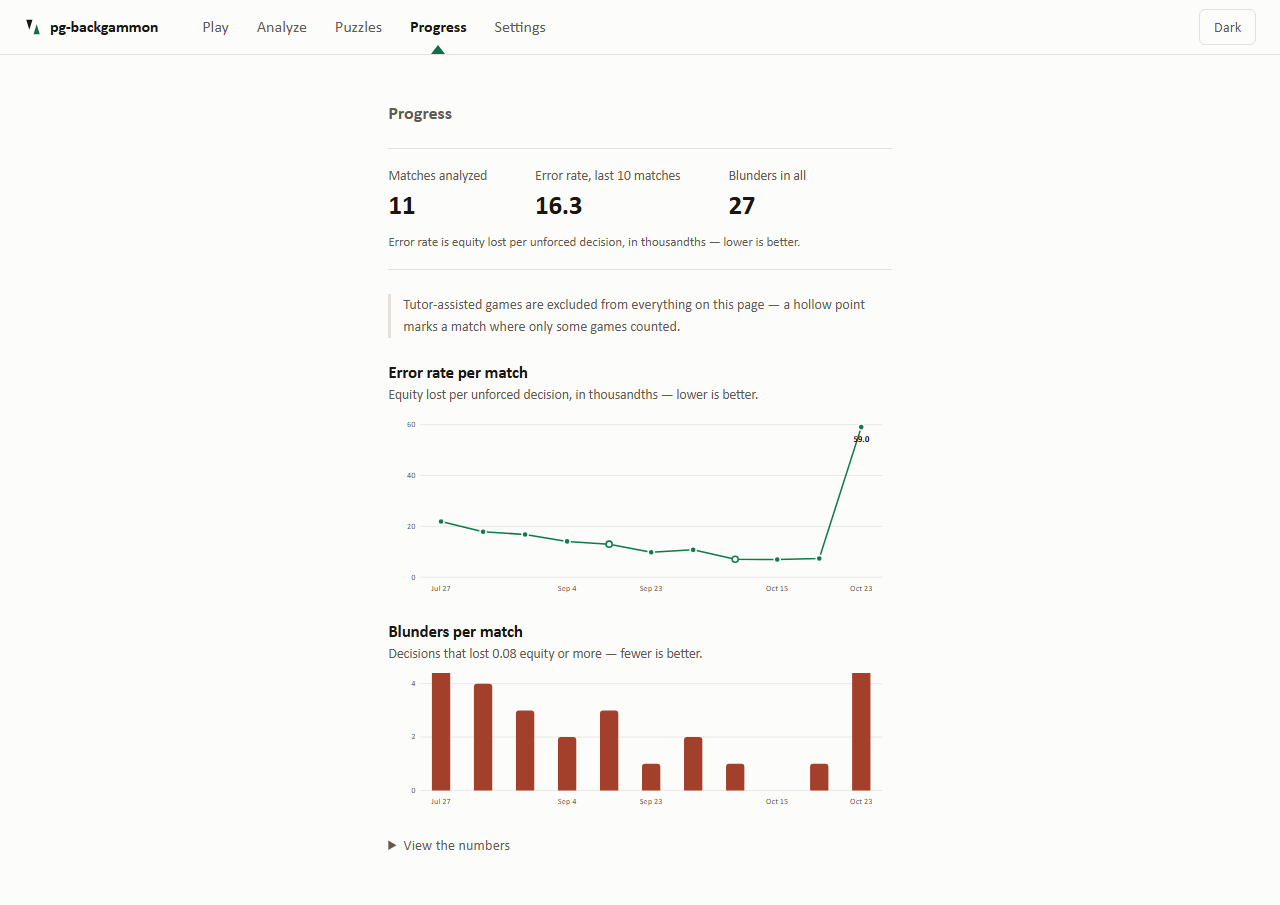 pg-backgammon Play Analyze Puzzles Progress Settings Dark
Progress
Matches analyzed Error rate, last 10 matches Blunders in all
11 16.3 27
Error rate is equity lost per unforced decision, in thousandths — lower is better.
Tutor-assisted games are excluded from everything on this page — a hollow point
marks a match where only some games counted.
Error rate per match
Equity lost per unforced decision, in thousandths — lower is better.
60
59.0
40
20
0
Jul 27 Sep 4 Sep 23 Oct 15 Oct 23
Blunders per match
Decisions that lost 0.08 equity or more — fewer is better.
4
2
0
Jul 27 Sep 4 Sep 23 Oct 15 Oct 23
View the numbers